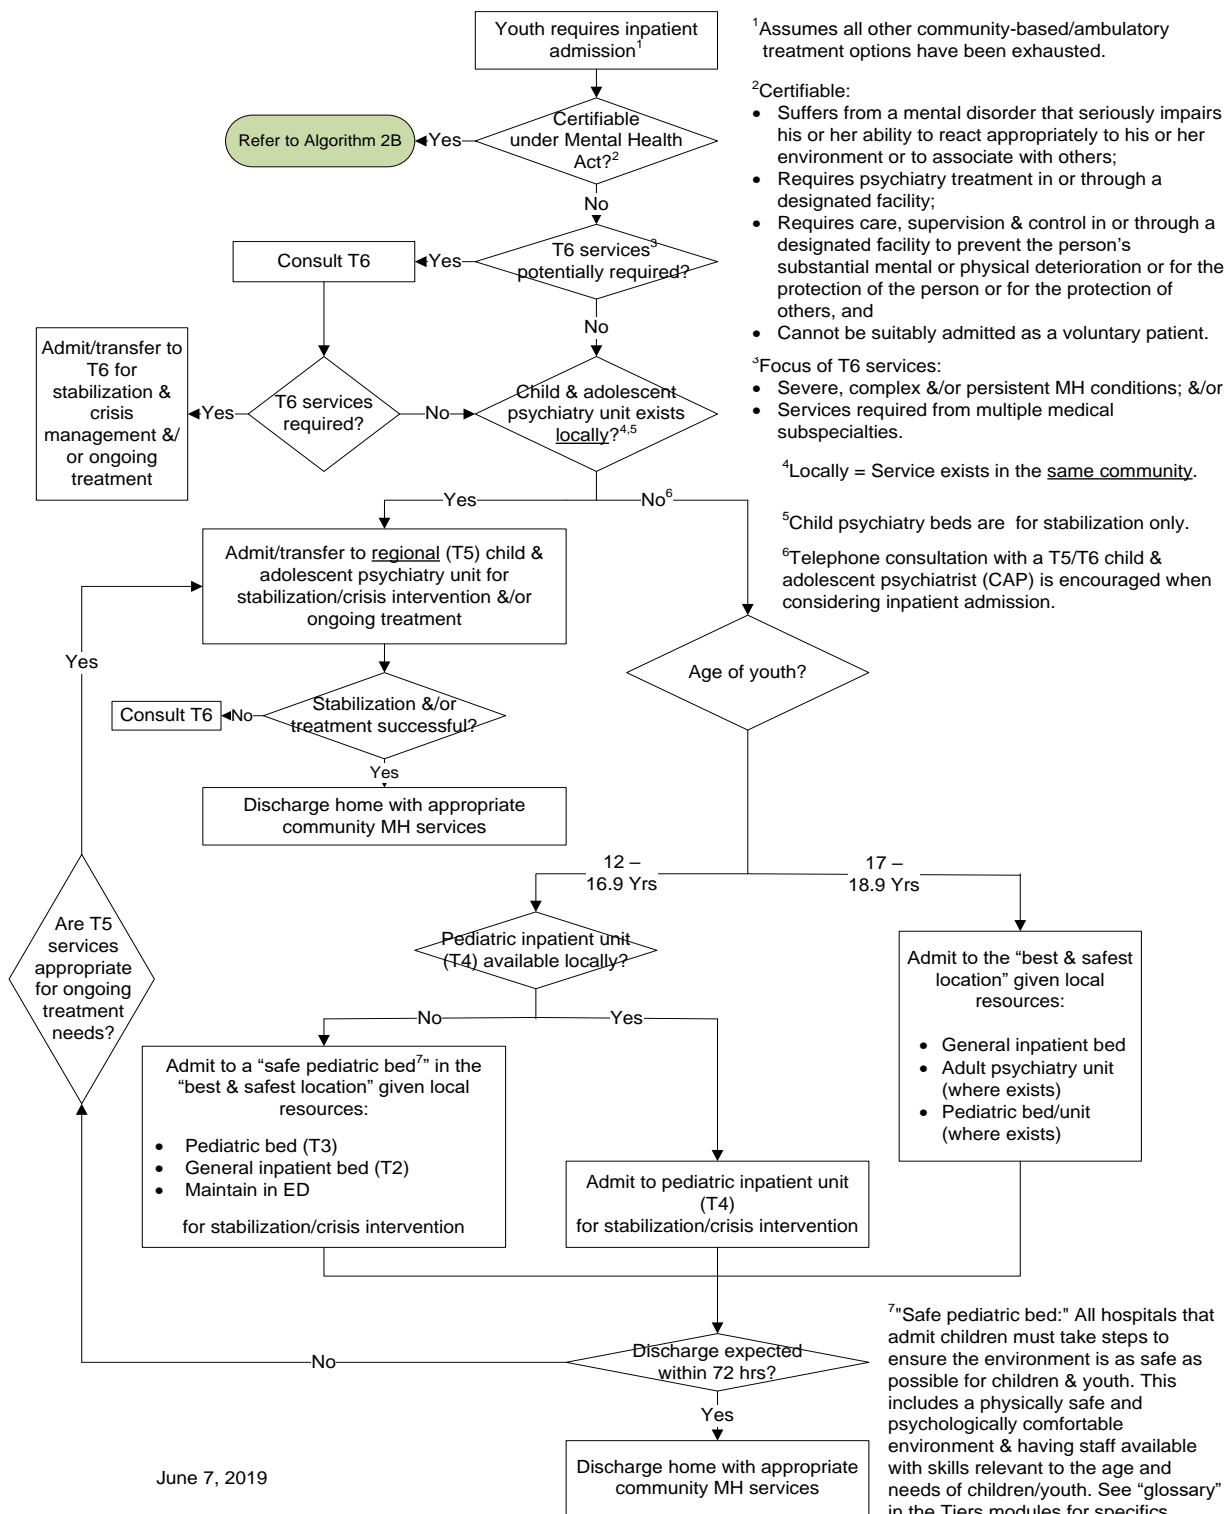 Youth requires inpatient
admission1
1Assumes all other community-based/ambulatory
treatment options have been exhausted.
Certifiable
under Mental Health
Act?2
Yes
Refer to Algorithm 2B
No
2Certifiable:
• Suffers from a mental disorder that seriously impairs
his or her ability to react appropriately to his or her
environment or to associate with others;
• Requires psychiatry treatment in or through a
designated facility;
• Requires care, supervision & control in or through a
designated facility to prevent the person's
substantial mental or physical deterioration or for the
protection of the person or for the protection of
others, and
• Cannot be suitably admitted as a voluntary patient.
T6 services3
potentially required?
Yes
Consult T6
No
3Focus of T6 services:
• Severe, complex &/or persistent MH conditions; &/or
• Services required from multiple medical
subspecialties.
4Locally = Service exists in the same community.
5Child psychiatry beds are for stabilization only.
6Telephone consultation with a T5/T6 child &
adolescent psychiatrist (CAP) is encouraged when
considering inpatient admission.
Admit/transfer to
T6 for
stabilization &
crisis
management &/
or ongoing
treatment
Yes
T6 services
required?
No
Child & adolescent
psychiatry unit exists
locally?4,5
Yes
No6
Admit/transfer to regional (T5) child &
adolescent psychiatry unit for
stabilization/crisis intervention &/or
ongoing treatment
Yes
Age of youth?
Stabilization &/or
treatment successful?
No
Consult T6
Yes
Discharge home with appropriate
community MH services
12 –
16.9 Yrs
17 –
18.9 Yrs
Are T5
services
appropriate
for ongoing
treatment
needs?
Pediatric inpatient unit
(T4) available locally?
No
Yes
Admit to the “best & safest
location” given local
resources:
• General inpatient bed
• Adult psychiatry unit
(where exists)
• Pediatric bed/unit
(where exists)
Admit to a “safe pediatric bed7” in the
“best & safest location” given local
resources:
• Pediatric bed (T3)
• General inpatient bed (T2)
• Maintain in ED
for stabilization/crisis intervention
Admit to pediatric inpatient unit
(T4)
for stabilization/crisis intervention
Discharge expected
within 72 hrs?
No
Yes
Discharge home with appropriate
community MH services
7"Safe pediatric bed:" All hospitals that
admit children must take steps to
ensure the environment is as safe as
possible for children & youth. This
includes a physically safe and
psychologically comfortable
environment & having staff available
with skills relevant to the age and
needs of children/youth. See “glossary”
in the Tiers modules for specifics
June 7, 2019